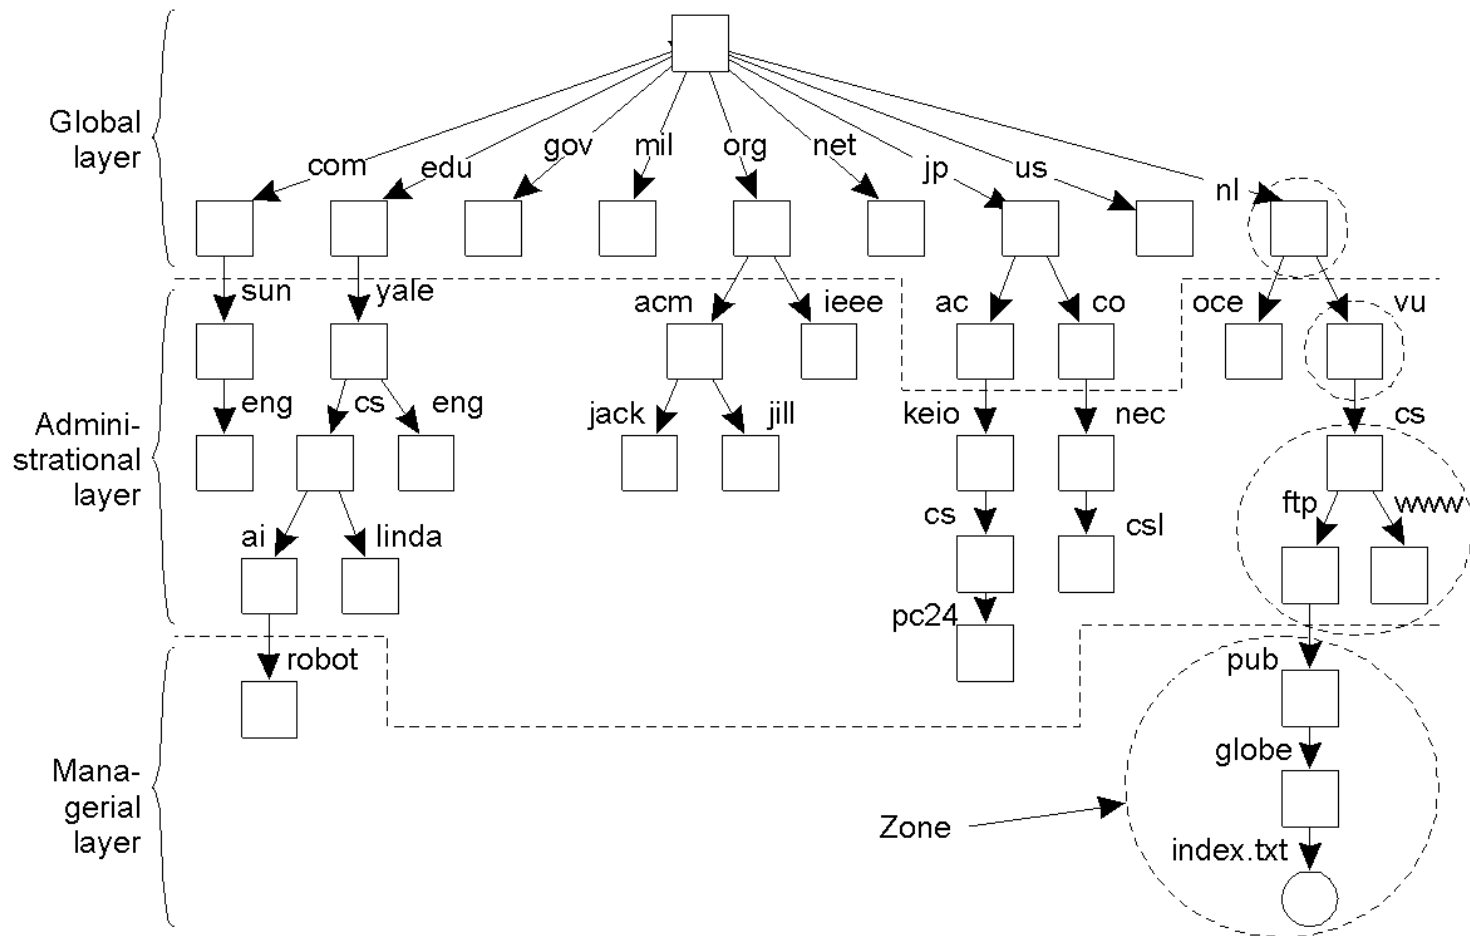 Global
layer
com
edu
gov
mil
org
net
jp
us
nl
Admini-
strational
layer
sun
yale
acm
ieee
ac
co
oce
vu
eng
cs
eng
jack
jill
keio
nec
cs
ai
linda
cs
csl
ftp
www
pc24
Mana-
gerial
layer
robot
pub
globe
Zone
index.txt